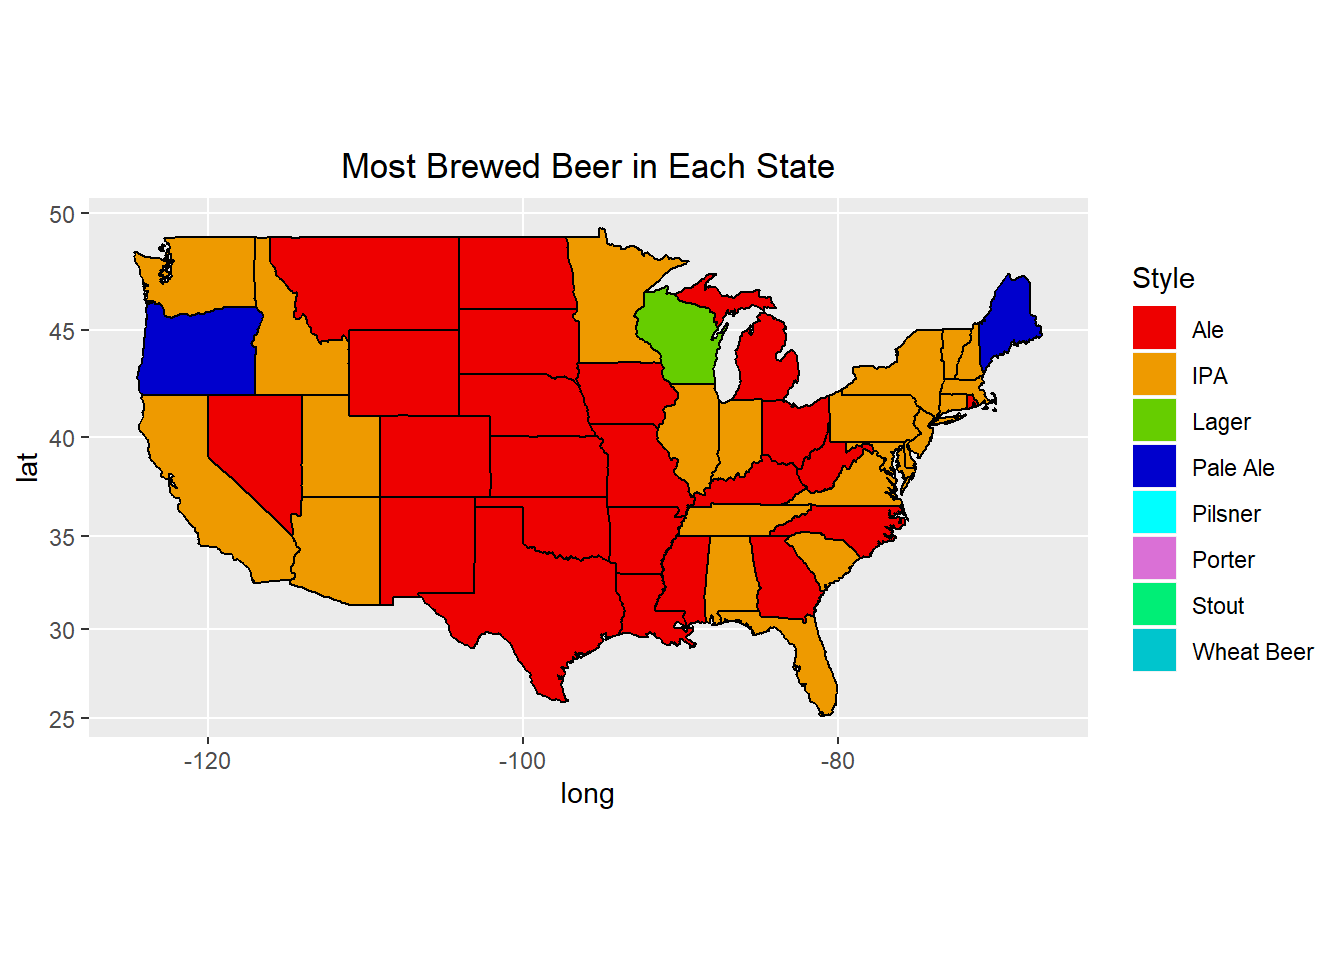 Most Brewed Beer in Each State
50
45
40
35
30
25
lat
-120
-100
-80
long
Style
Ale
IPA
Lager
Pale Ale
Pilsner
Porter
Stout
Wheat Beer